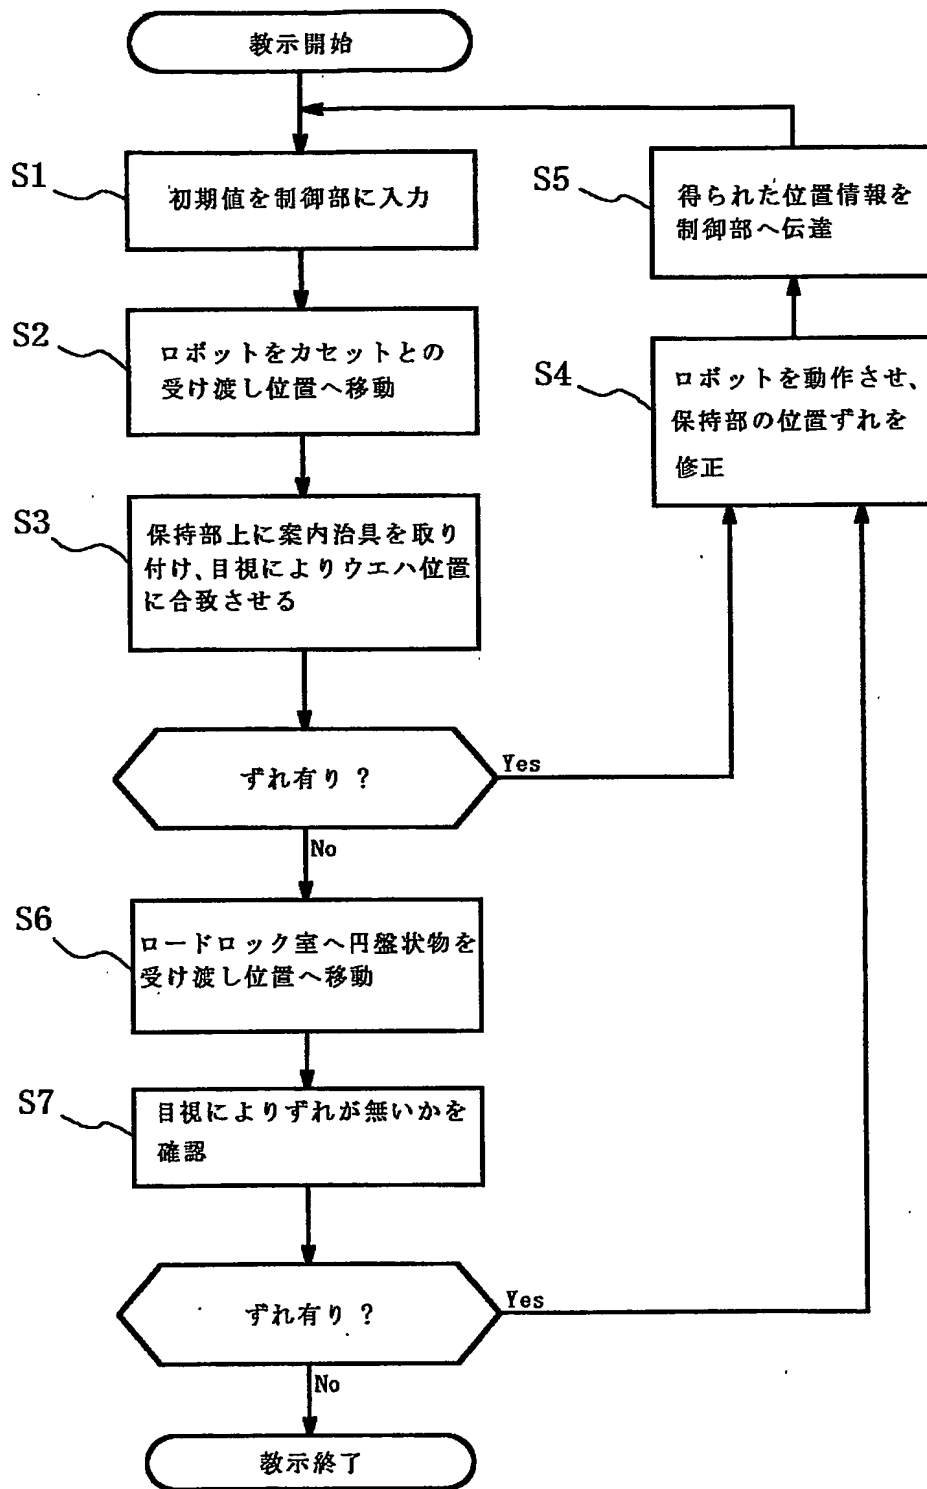 教示開始
S1
初期値を制御部に入力
S2
ロボットをカセットとの
受け渡し位置へ移動
S3
保持部上に案内治具を取り
付け、目視によりウエハ位置
に合致させる
ずれ有り ?
Yes
No
S4
ロボットを動作させ、
保持部の位置ずれを
修正
S5
得られた位置情報を
制御部へ伝達
S6
ロードロック室へ円盤状物を
受け渡し位置へ移動
S7
目視によりずれが無いかを
確認
ずれ有り ?
Yes
No
教示終了